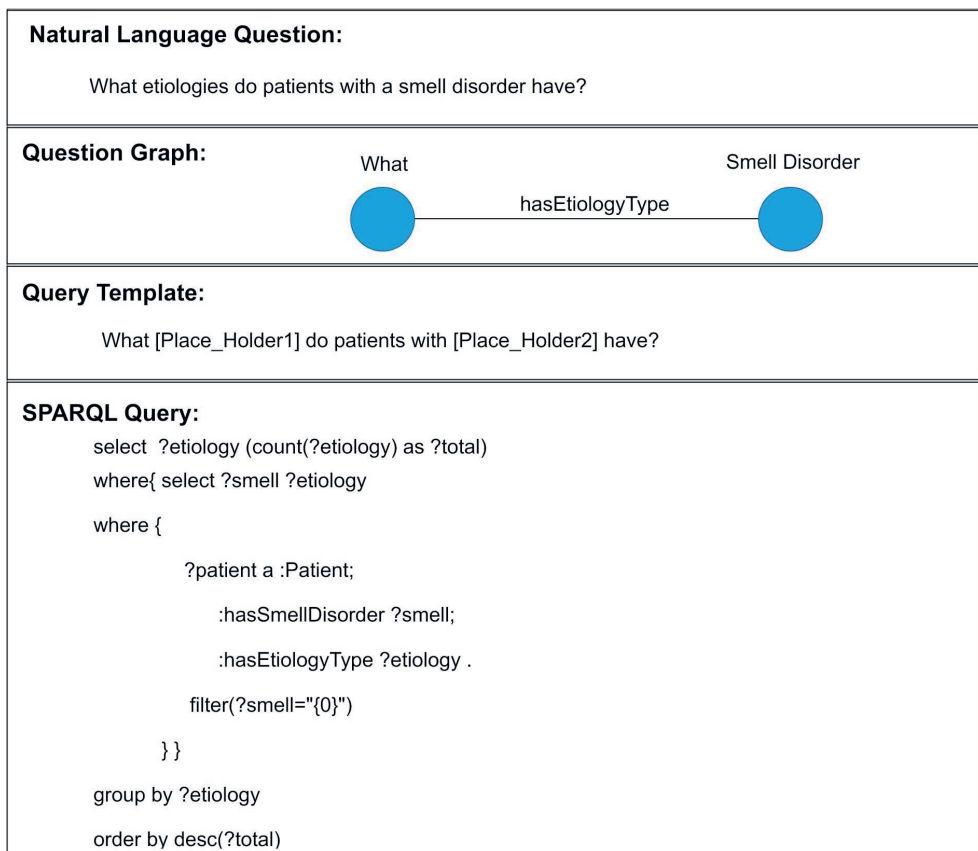 Natural Language Question:
What etiologies do patients with a smell disorder have?
Question Graph:
What
Smell Disorder
hasEtiologyType
Query Template:
What [Place_Holder1] do patients with [Place_Holder2] have?
SPARQL Query:
select ?etiology (count(?etiology) as ?total)
where{ select ?smell ?etiology
where {
?patient a :Patient;
:hasSmellDisorder ?smell;
:hasEtiologyType ?etiology .
filter(?smell="{0}")
} }
group by ?etiology
order by desc(?total)